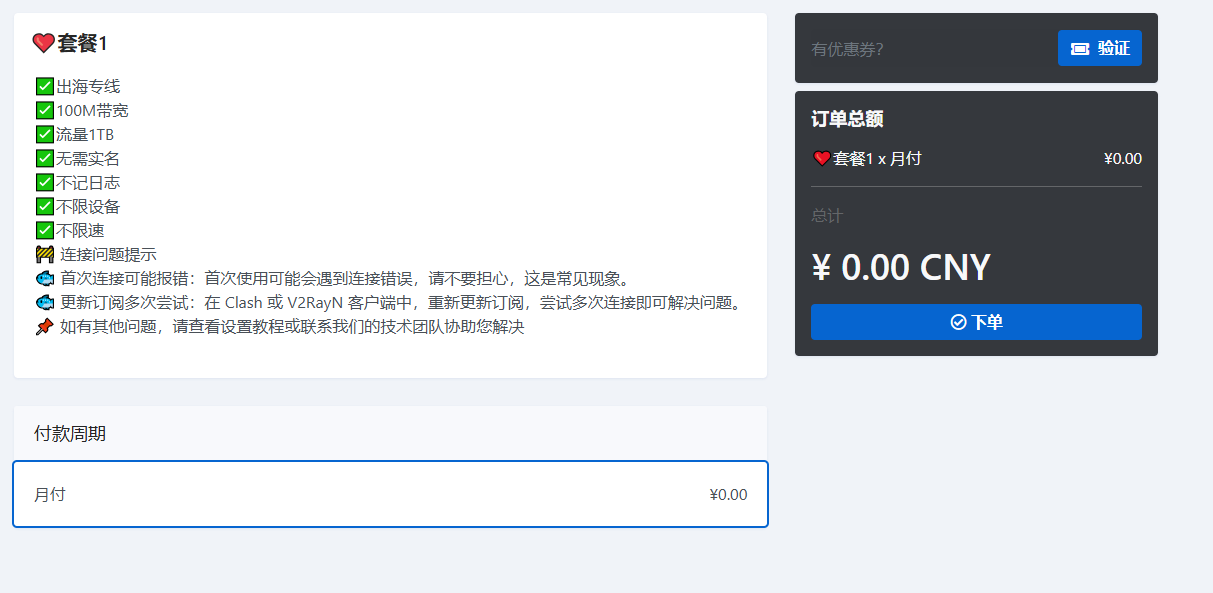 ❤️套餐1
✅出海专线
✅100M带宽
✅流量1TB
✅无需实名
✅不记日志
✅不限设备
✅不限速
🚧 连接问题提示
🐟 首次连接可能报错：首次使用可能会遇到连接错误，请不要担心，这是常见现象。
🐟 更新订阅多次尝试：在 Clash 或 V2RayN 客户端中，重新更新订阅，尝试多次连接即可解决问题。
📌 如有其他问题，请查看设置教程或联系我们的技术团队协助您解决
付款周期
月付 ¥0.00
有优惠券? 验证
订单总额
❤️套餐1 x 月付 ¥0.00
总计
¥ 0.00 CNY
下单